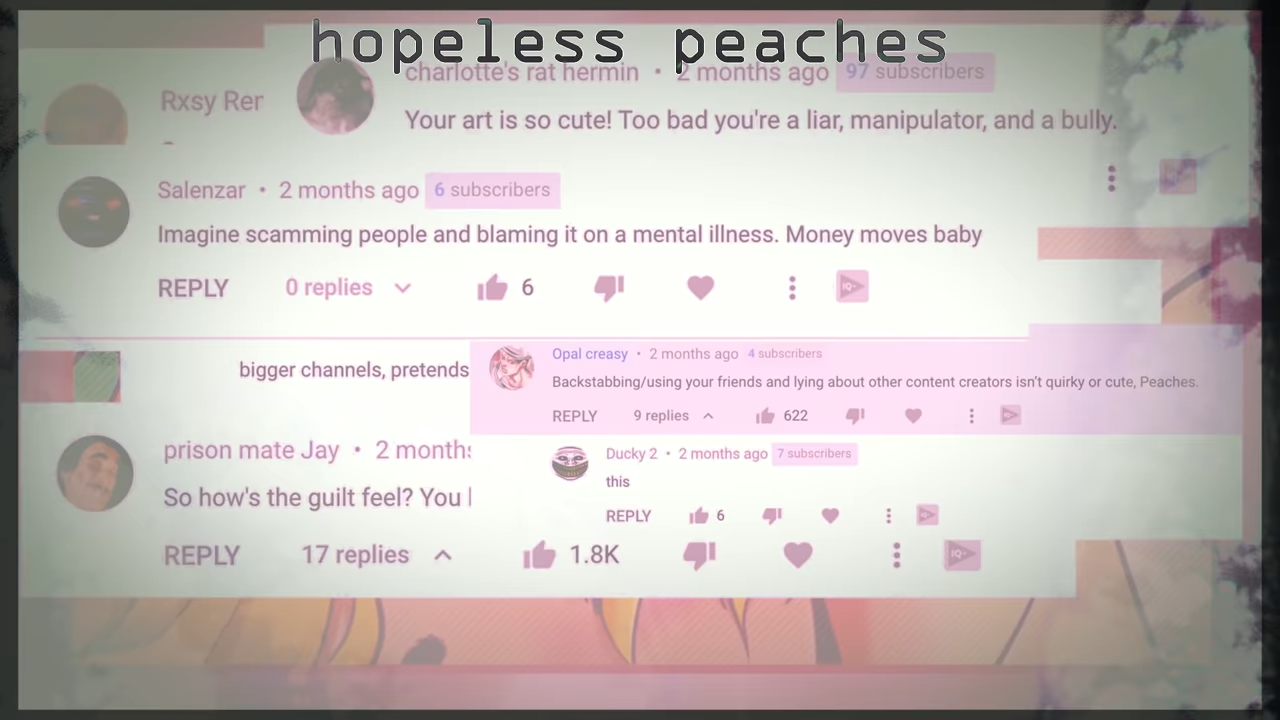 hopeless peaches
charlotte's rat hermin • 2 months ago 97 subscribers
Rxsy Rer
Your art is so cute! Too bad you're a liar, manipulator, and a bully.
Salenzar • 2 months ago 6 subscribers
Imagine scamming people and blaming it on a mental illness. Money moves baby
REPLY 0 replies 6 IQ+
bigger channels, pretends
Opal creasy • 2 months ago 4 subscribers
Backstabbing/using your friends and lying about other content creators isn't quirky or cute, Peaches.
REPLY 9 replies 622
prison mate Jay • 2 months
Ducky 2 • 2 months ago 7 subscribers
this
So how's the guilt feel? You
REPLY 6
REPLY 17 replies 1.8K IQ+